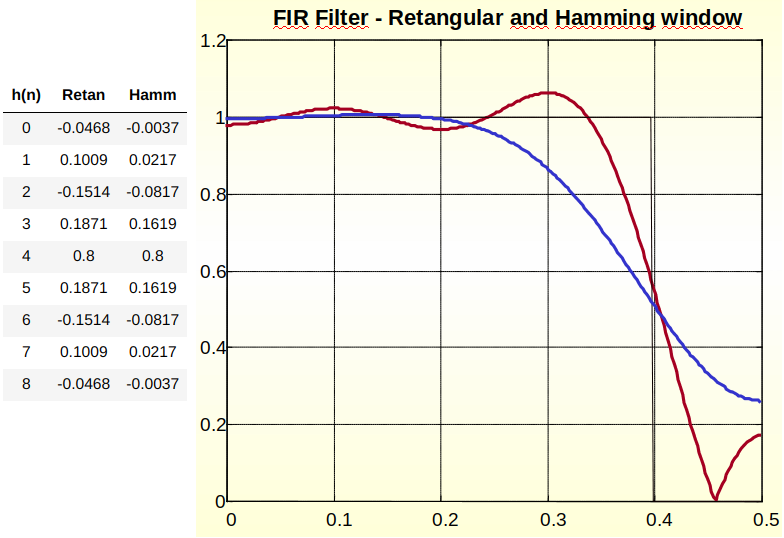 FIR Filter - Retangular and Hamming window
h(n) Retan Hamm
0 -0.0468 -0.0037
1 0.1009 0.0217
2 -0.1514 -0.0817
3 0.1871 0.1619
4 0.8 0.8
5 0.1871 0.1619
6 -0.1514 -0.0817
7 0.1009 0.0217
8 -0.0468 -0.0037
1.2
1
0.8
0.6
0.4
0.2
0
0 0.1 0.2 0.3 0.4 0.5